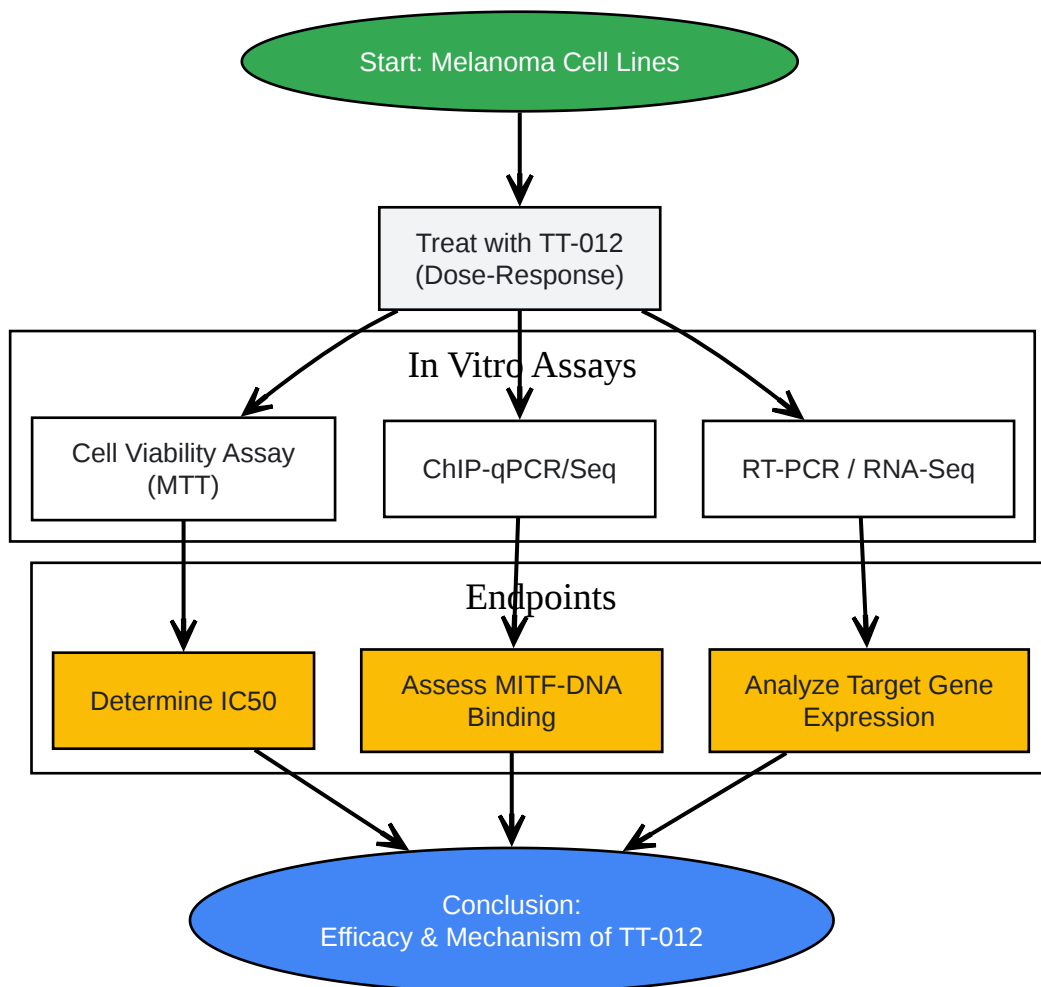 Start: Melanoma Cell Lines
Treat with TT-012
(Dose-Response)
In Vitro Assays
Cell Viability Assay
(MTT)
ChIP-qPCR/Seq
RT-PCR / RNA-Seq
Endpoints
Determine IC50
Assess MITF-DNA
Binding
Analyze Target Gene
Expression
Conclusion:
Efficacy & Mechanism of TT-012